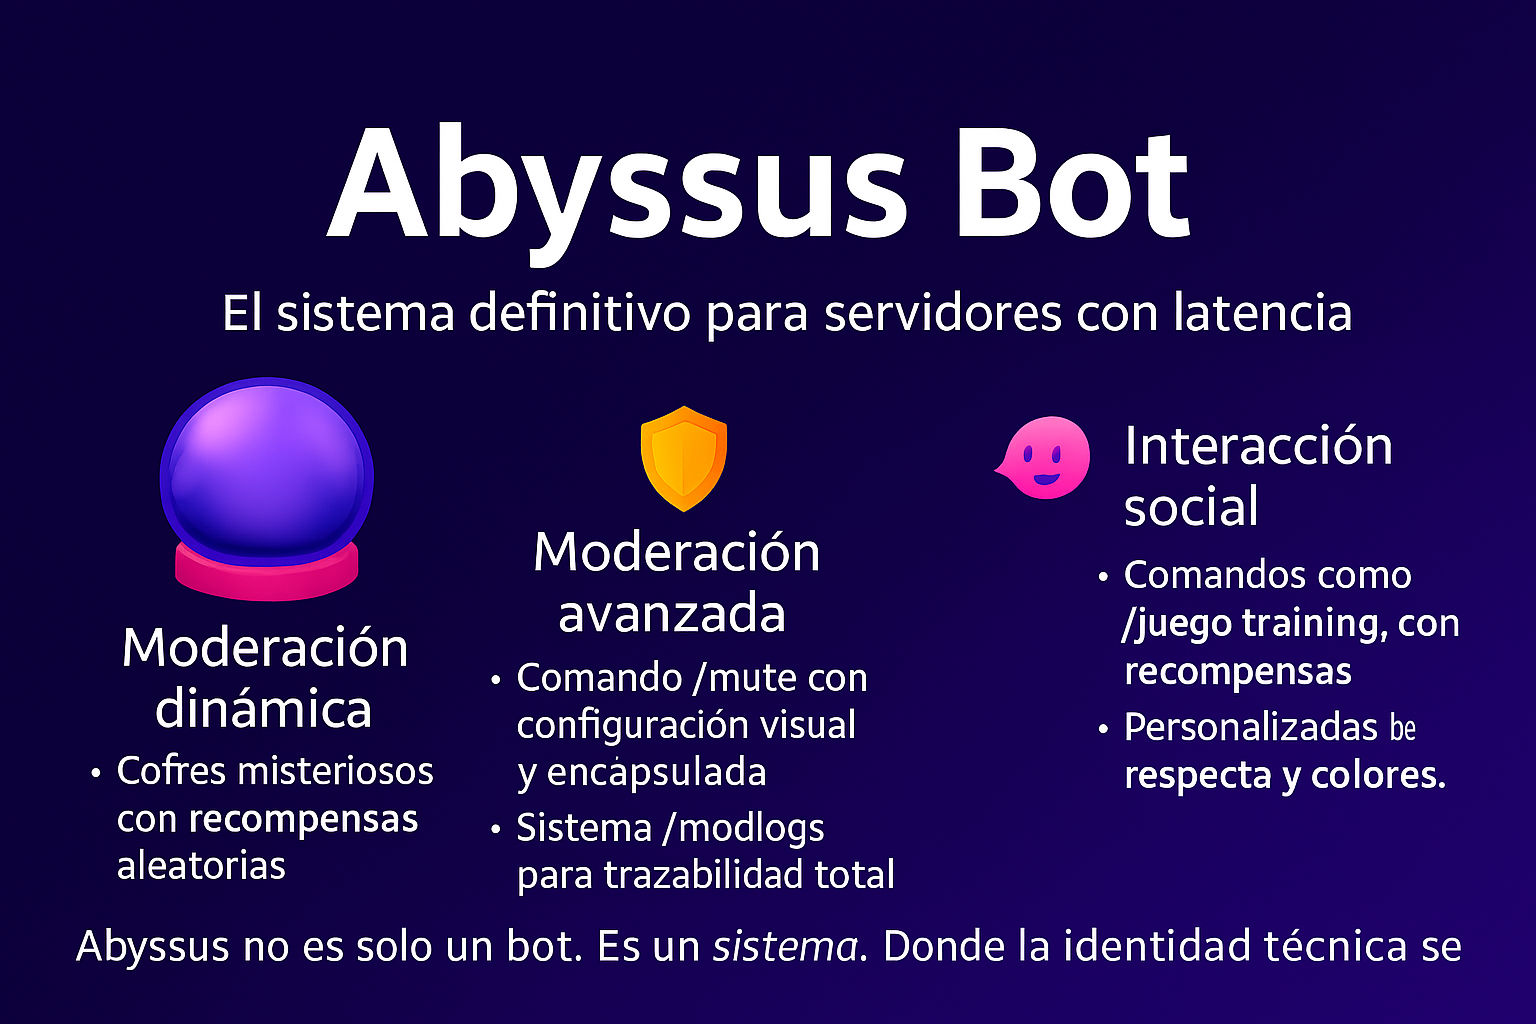 Abyssus Bot
El sistema definitivo para servidores con latencia
Moderación
dinámica
• Cofres misteriosos
con recompensas
aleatorias
Moderación
avanzada
• Comando /mute con
configuración visual
y encapsulada
• Sistema /modlogs
para trazabilidad total
Interacción
social
• Comandos como
/juego training, con
recompensas
• Personalizadas be
respecta y colores.
Abyssus no es solo un bot. Es un sistema. Donde la identidad técnica se